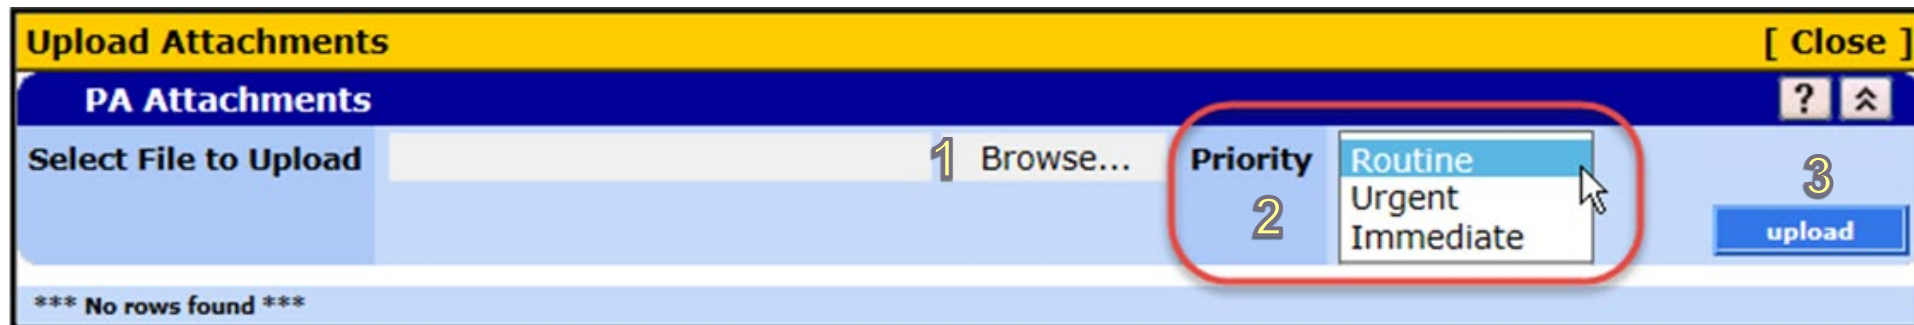 Upload Attachments [ Close ]
PA Attachments ?
Select File to Upload 1 Browse... Priority Routine 3
2 Urgent
Immediate upload
*** No rows found ***